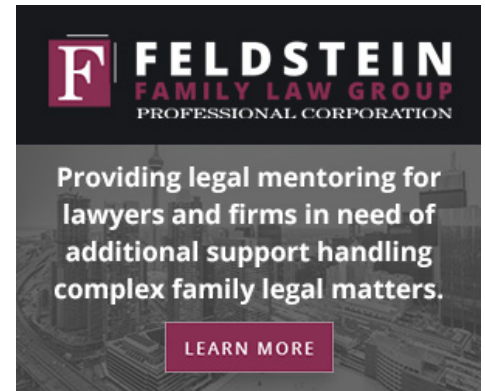 F
FELDSTEIN
FAMILY LAW GROUP
PROFESSIONAL CORPORATION
Providing legal mentoring for
lawyers and firms in need of
additional support handling
complex family legal matters.
LEARN MORE